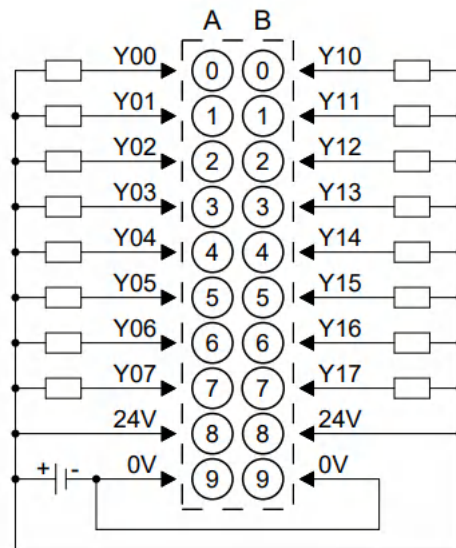 A B
Y00 0 0 Y10
Y01 1 1 Y11
Y02 2 2 Y12
Y03 3 3 Y13
Y04 4 4 Y14
Y05 5 5 Y15
Y06 6 6 Y16
Y07 7 7 Y17
24V 8 8 24V
+ - 0V 9 9 0V